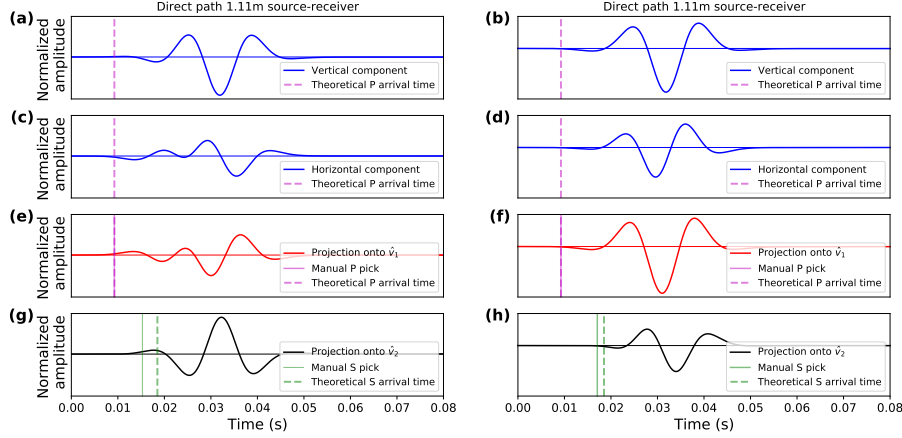 Direct path 1.11m source-receiver
(a)
Normalized
amplitude
Vertical component
Theoretical P arrival time
(c)
Normalized
amplitude
Horizontal component
Theoretical P arrival time
(e)
Normalized
amplitude
Projection onto v̂₁
Manual P pick
Theoretical P arrival time
(g)
Normalized
amplitude
Projection onto v̂₂
Manual S pick
Theoretical S arrival time
0.00 0.01 0.02 0.03 0.04 0.05 0.06 0.07 0.08
Time (s)
Direct path 1.11m source-receiver
(b)
Vertical component
Theoretical P arrival time
(d)
Horizontal component
Theoretical P arrival time
(f)
Projection onto v̂₁
Manual P pick
Theoretical P arrival time
(h)
Projection onto v̂₂
Manual S pick
Theoretical S arrival time
0.00 0.01 0.02 0.03 0.04 0.05 0.06 0.07 0.08
Time (s)